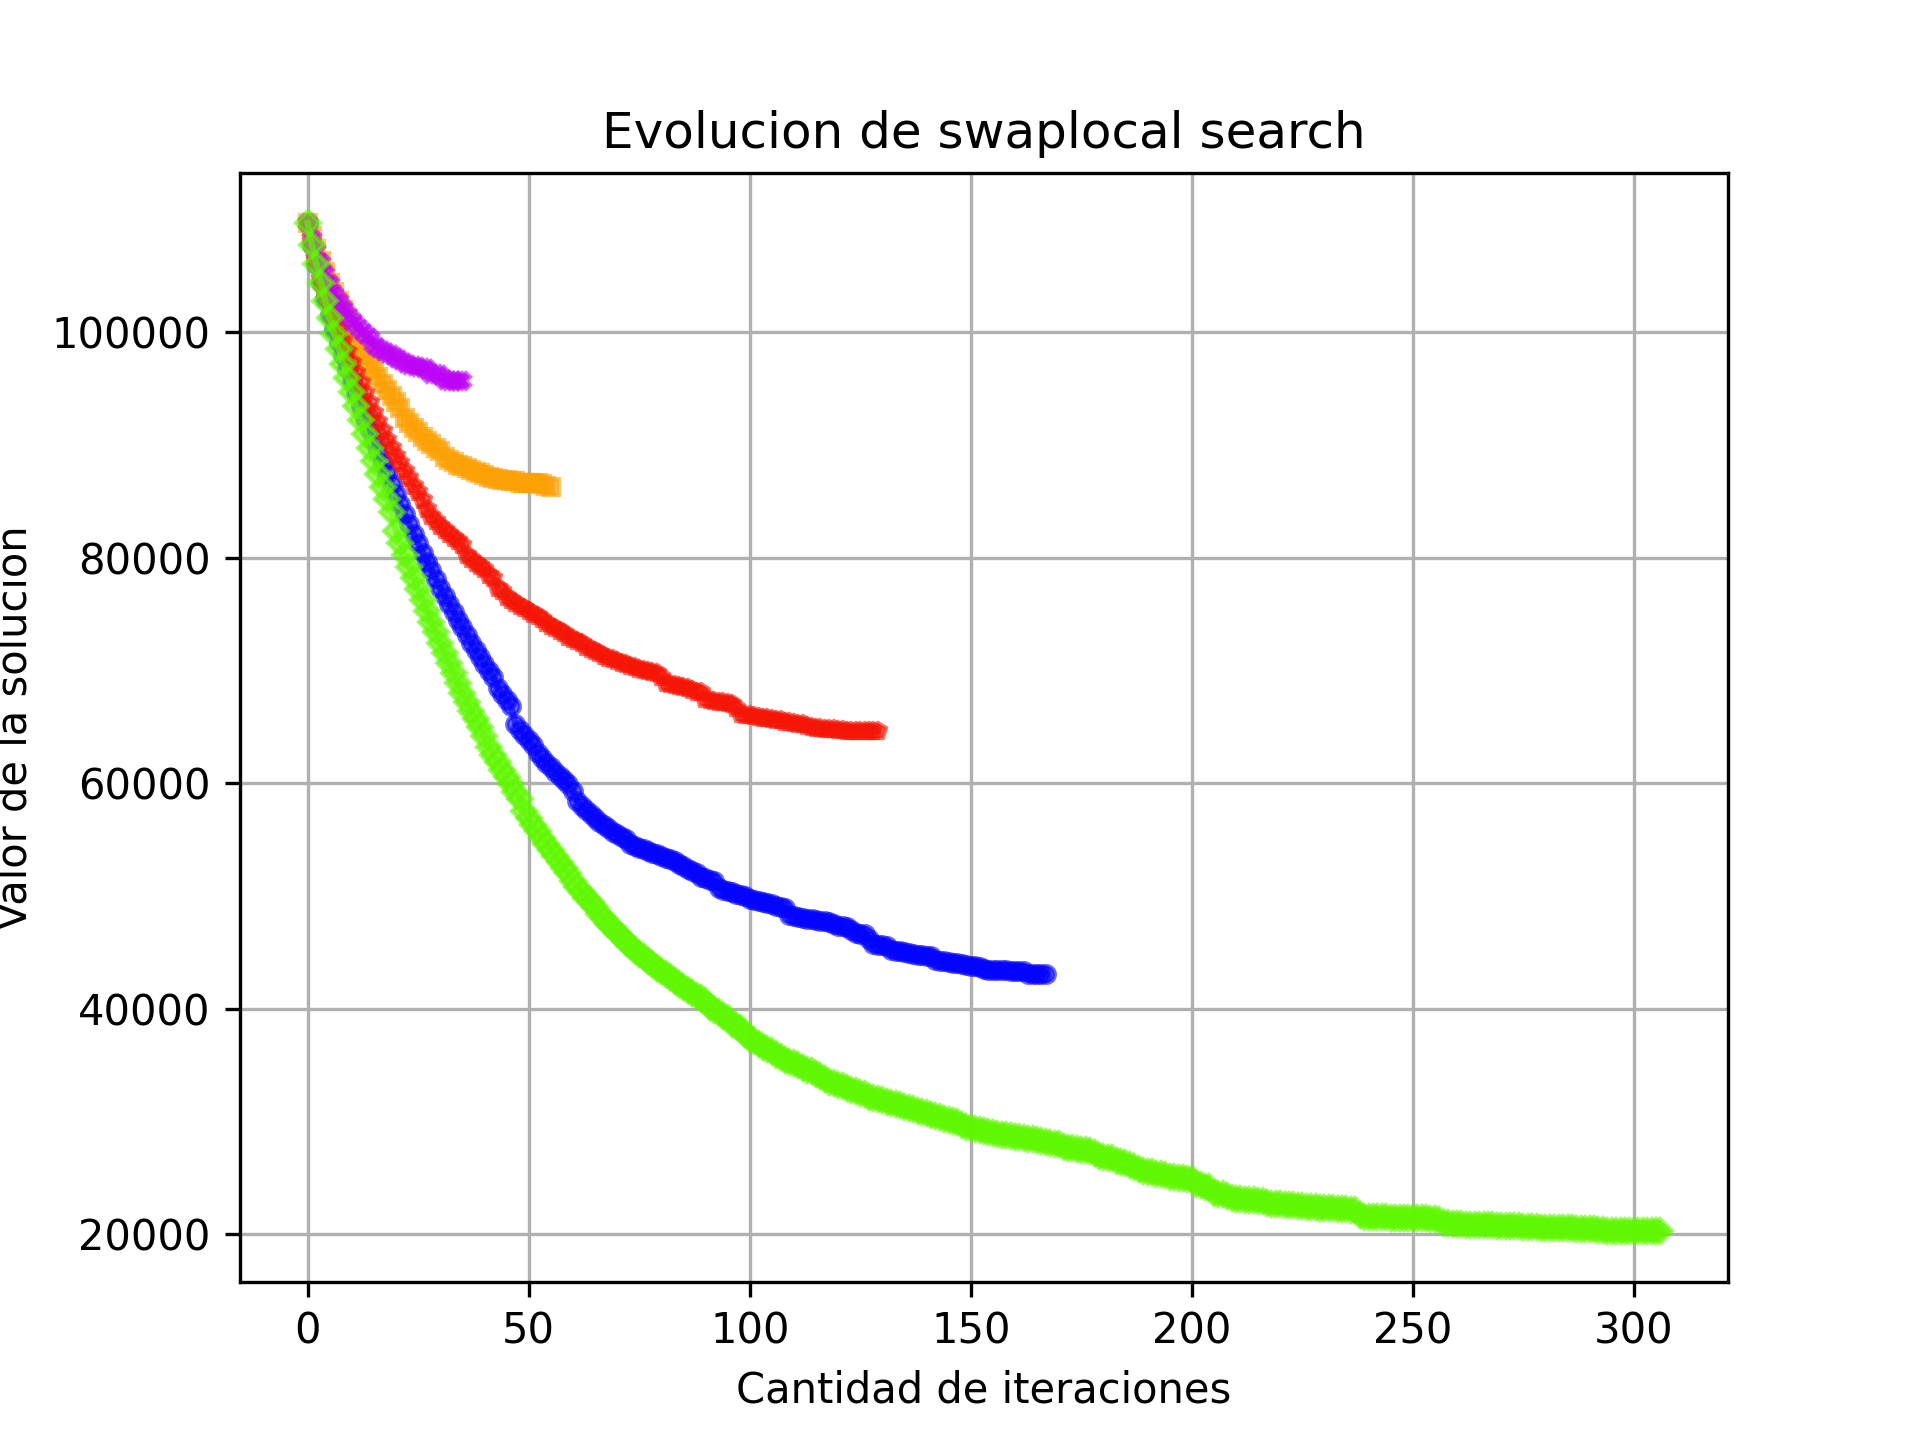 Evolucion de swaplocal search
Valor de la solucion
100000
80000
60000
40000
20000
0 50 100 150 200 250 300
Cantidad de iteraciones